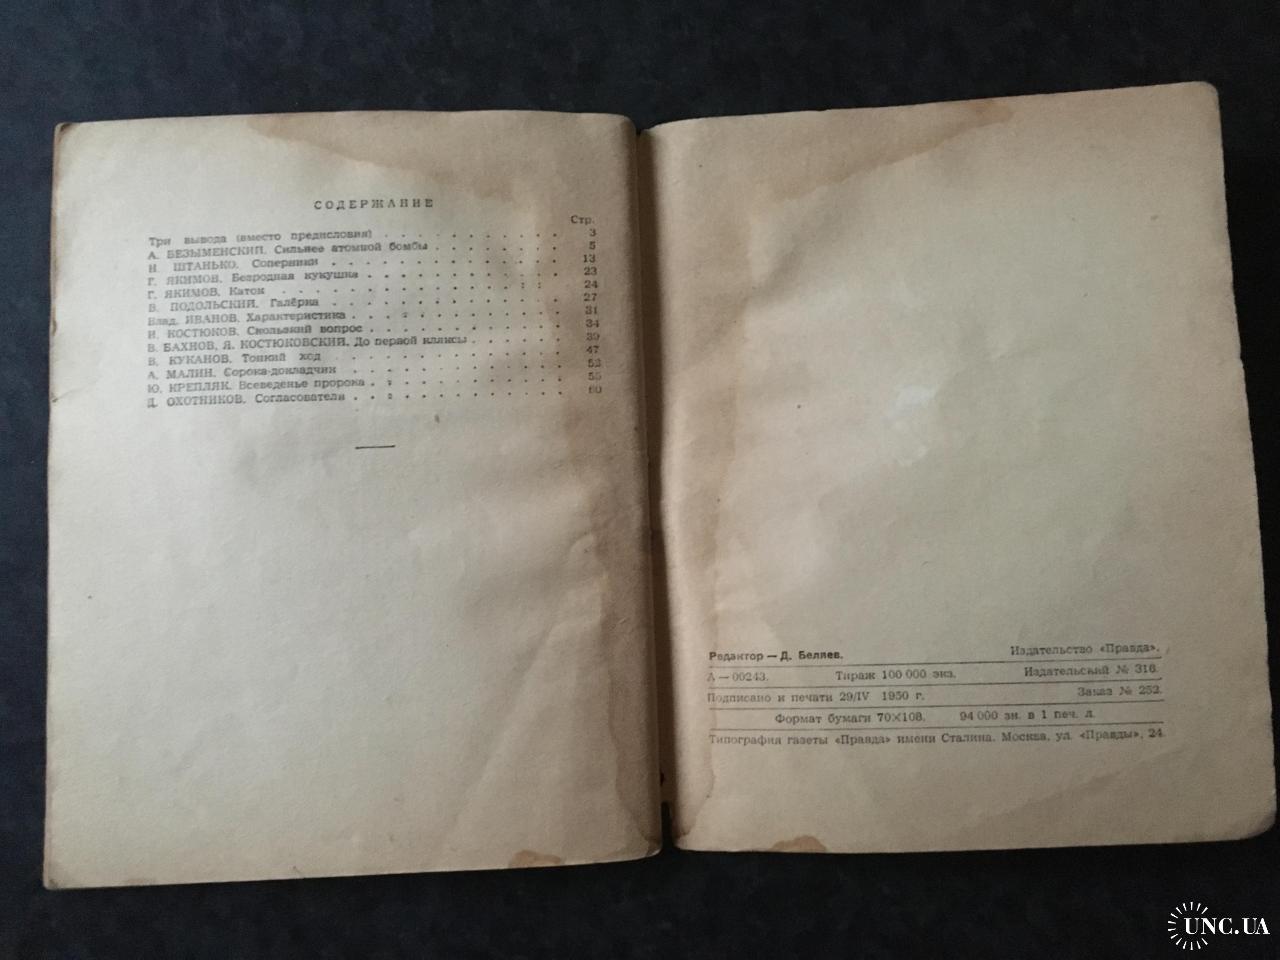 СОДЕРЖАНИЕ
Стр.
Три вывода (вместо предисловия) 3
А. БЕЗЫМЕНСКИЙ. Сильнее атомной бомбы 5
Н. ШТАНЬКО. Соперники 13
Г. ЯКИМОВ. Безродная кукушка 23
Г. ЯКИМОВ. Каток 24
В. ПОДОЛЬСКИЙ. Галёрка 27
Влад. ИВАНОВ. Характеристика 31
И. КОСТЮКОВ. Скользкий вопрос 34
В. БАХНОВ, Я. КОСТЮКОВСКИЙ. До первой кляксы 39
В. КУКАНОВ. Тонкий ход 47
А. МАЛИН. Сорока-докладчик 53
Ю. КРЕПЛЯК. Всеведенье пророка 55
Д. ОХОТНИКОВ. Согласователи 60
Редактор — Д. Беляев. Издательство «Правда».
А — 00243. Тираж 100 000 экз. Издательский № 316.
Подписано к печати 29/IV 1950 г. Заказ № 252.
Формат бумаги 70×108. 94 000 зн. в 1 печ. л.
Типография газеты «Правда» имени Сталина. Москва, ул. «Правды», 24.
UNC.UA